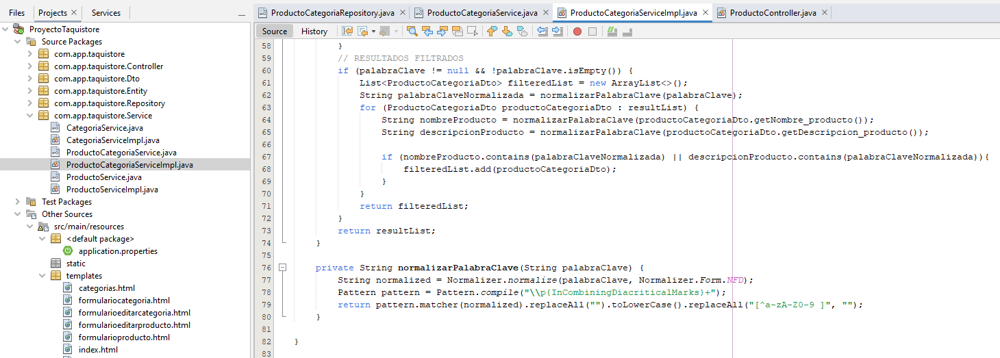 Files Projects × Services
ProductoCategoriaRepository.java × ProductoCategoriaService.java × ProductoCategoriaServiceImpl.java × ProductoController.java ×
Source History
ProyectoTaquistore
Source Packages
com.app.taquistore
com.app.taquistore.Controller
com.app.taquistore.Dto
com.app.taquistore.Entity
com.app.taquistore.Repository
com.app.taquistore.Service
CategoriaService.java
CategoriaServiceImpl.java
ProductoCategoriaService.java
ProductoCategoriaServiceImpl.java
ProductoService.java
ProductoServiceImpl.java
Test Packages
Other Sources
src/main/resources
<default package>
application.properties
static
templates
categorias.html
formulariocategoria.html
formularioeditarcategoria.html
formularioeditarproducto.html
formularioproducto.html
index.html
58 }
59 // RESULTADOS FILTRADOS
60 if (palabraClave != null && !palabraClave.isEmpty()) {
61 List<ProductoCategoriaDto> filteredList = new ArrayList<>();
62 String palabraClaveNormalizada = normalizarPalabraClave(palabraClave);
63 for (ProductoCategoriaDto productoCategoriaDto : resultList) {
64 String nombreProducto = normalizarPalabraClave(productoCategoriaDto.getNombre_producto());
65 String descripcionProducto = normalizarPalabraClave(productoCategoriaDto.getDescripcion_producto());
66
67 if (nombreProducto.contains(palabraClaveNormalizada) || descripcionProducto.contains(palabraClaveNormalizada)){
68 filteredList.add(productoCategoriaDto);
69 }
70 }
71 return filteredList;
72 }
73 return resultList;
74 }
75
76 private String normalizarPalabraClave(String palabraClave) {
77 String normalized = Normalizer.normalize(palabraClave, Normalizer.Form.NFD);
78 Pattern pattern = Pattern.compile("\\p{InCombiningDiacriticalMarks}+");
79 return pattern.matcher(normalized).replaceAll("").toLowerCase().replaceAll("[^a-zA-Z0-9 ]", "");
80 }
81
82 }
83